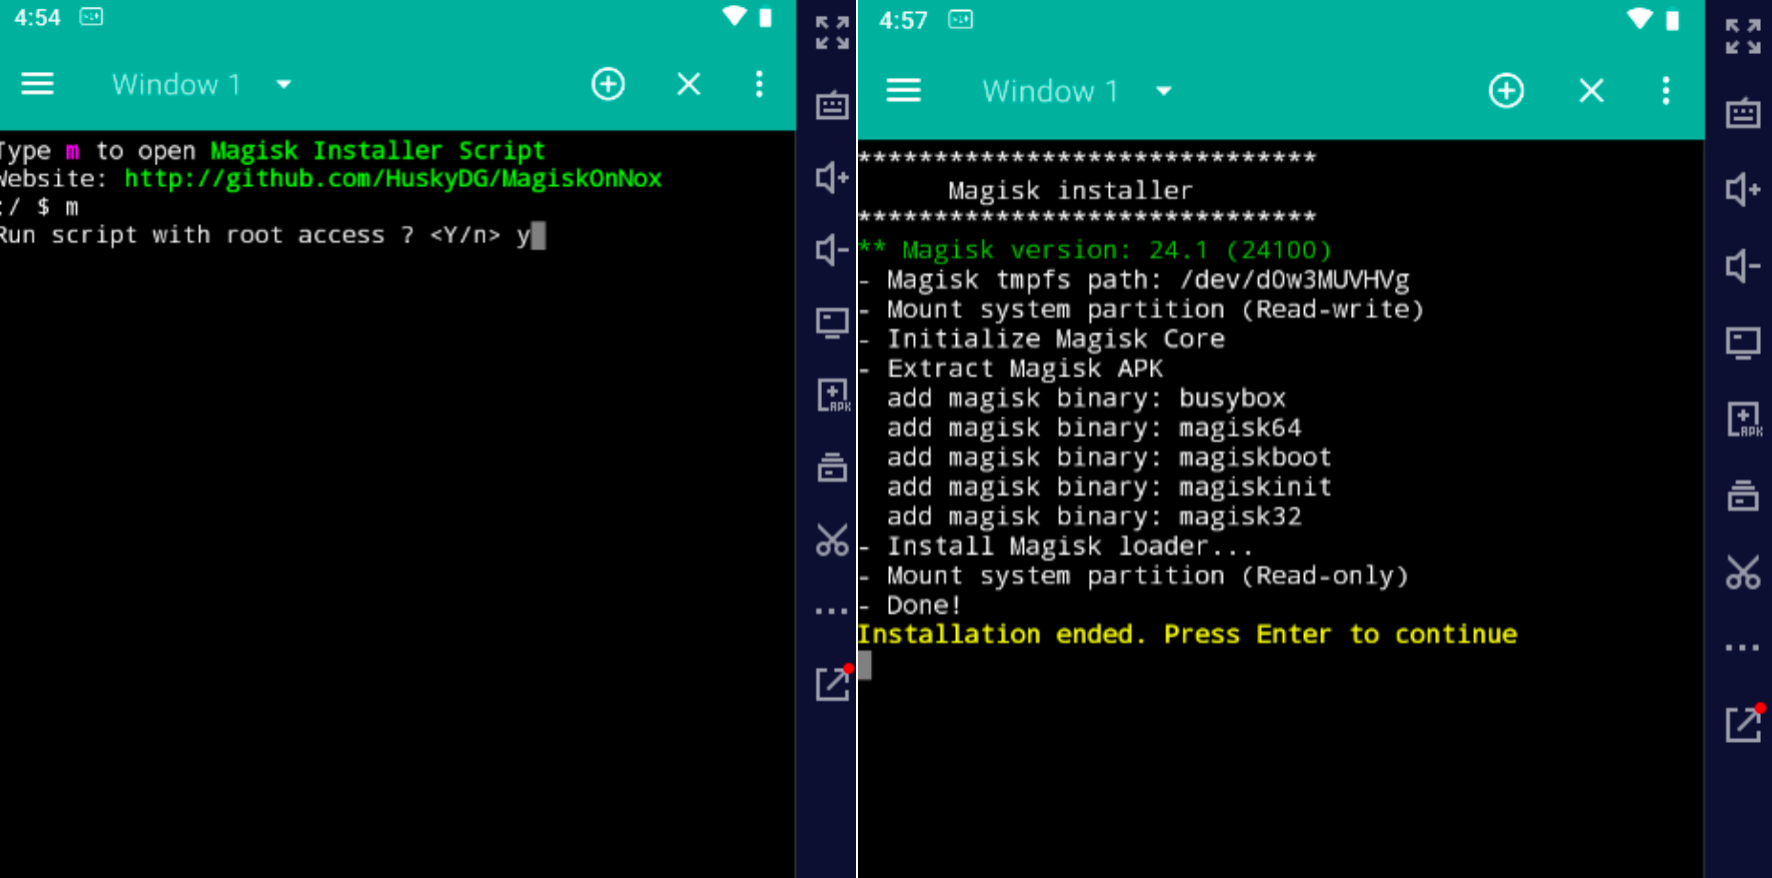 4:54
Window 1
Type m to open Magisk Installer Script
Website: http://github.com/HuskyDG/MagiskOnNox
:/ $ m
Run script with root access ? <Y/n> y
APK
4:57
Window 1
******************************
Magisk installer
******************************
** Magisk version: 24.1 (24100)
- Magisk tmpfs path: /dev/d0w3MUVHVg
- Mount system partition (Read-write)
- Initialize Magisk Core
- Extract Magisk APK
add magisk binary: busybox
add magisk binary: magisk64
add magisk binary: magiskboot
add magisk binary: magiskinit
add magisk binary: magisk32
- Install Magisk loader...
- Mount system partition (Read-only)
- Done!
Installation ended. Press Enter to continue
APK